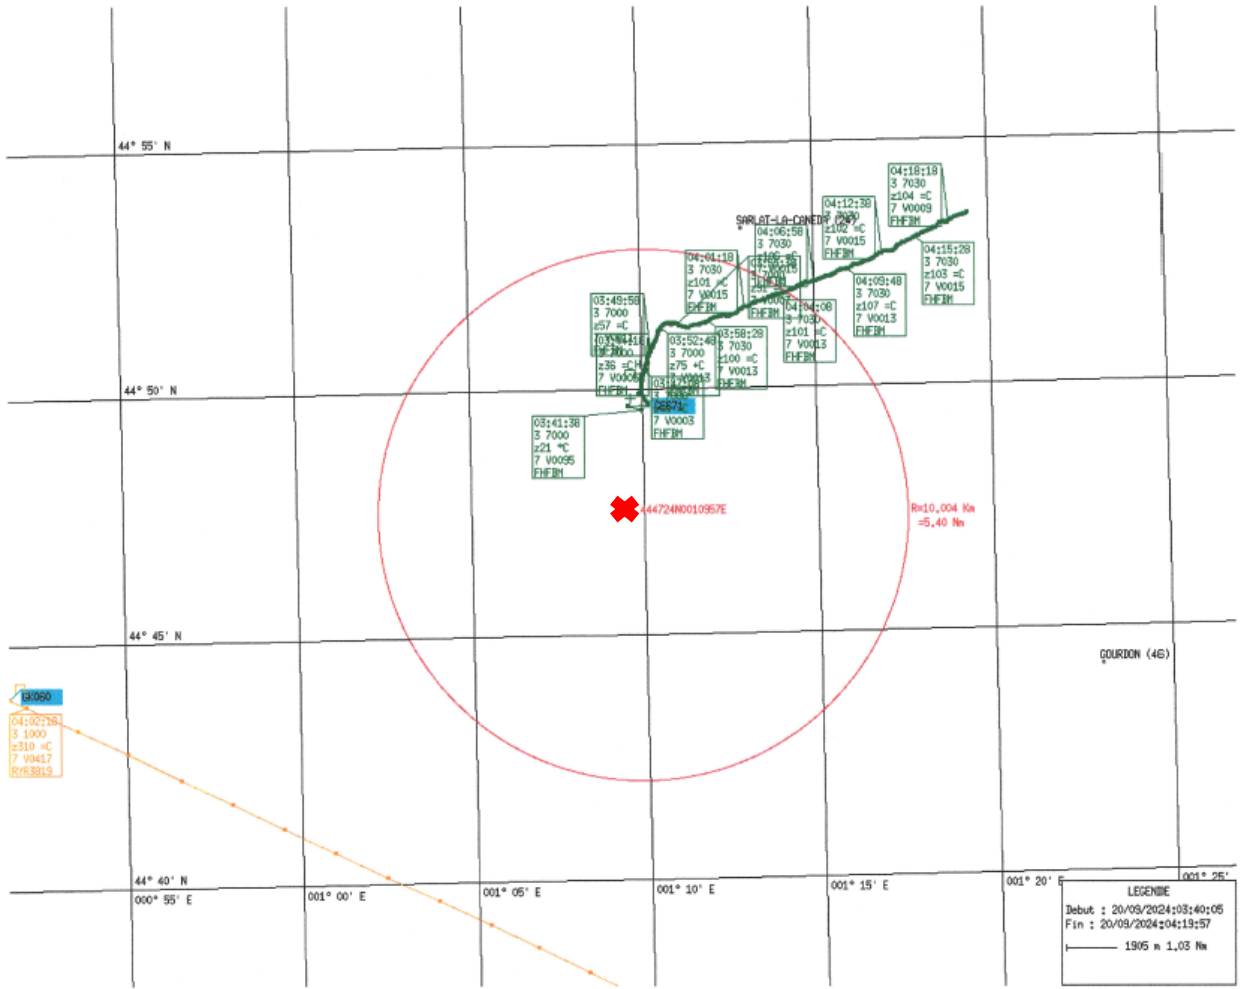 44° 55' N
04:18:18
3 7030
z104 =C
7 V0009
FHFBM
04:12:38
3 7030
z102 =C
7 V0015
FHFBM
SARLAT-LA-CANEDA (24)
04:06:58
3 7030
04:15:28
3 7030
z103 =C
7 V0015
FHFBM
04:01:18
3 7030
z101 =C
7 V0015
FHFBM
04:09:48
3 7030
z107 =C
7 V0013
FHFBM
03:49:58
3 7000
z57 =C
04:04:08
3 7030
z101 =C
7 V0013
FHFBM
03:58:28
3 7030
z100 =C
7 V0013
FHFBM
03:52:48
3 7000
z75 +C
7 V0013
z36 =C
FHFBM
44° 50' N
7 V0003
FHFBM
03:41:38
3 7000
z21 *C
7 V0095
FHFBM
444724N0010957E
R=10.004 Km
=5.40 Nm
44° 45' N
GOURDON (46)
GK060
04:02:18
3 1000
z310 =C
7 V0417
RYR3819
44° 40' N
000° 55' E
001° 00' E
001° 05' E
001° 10' E
001° 15' E
001° 20' E
001° 25'
LEGENDE
Debut : 20/09/2024:03:40:05
Fin : 20/09/2024:04:19:57
1905 m 1.03 Nm